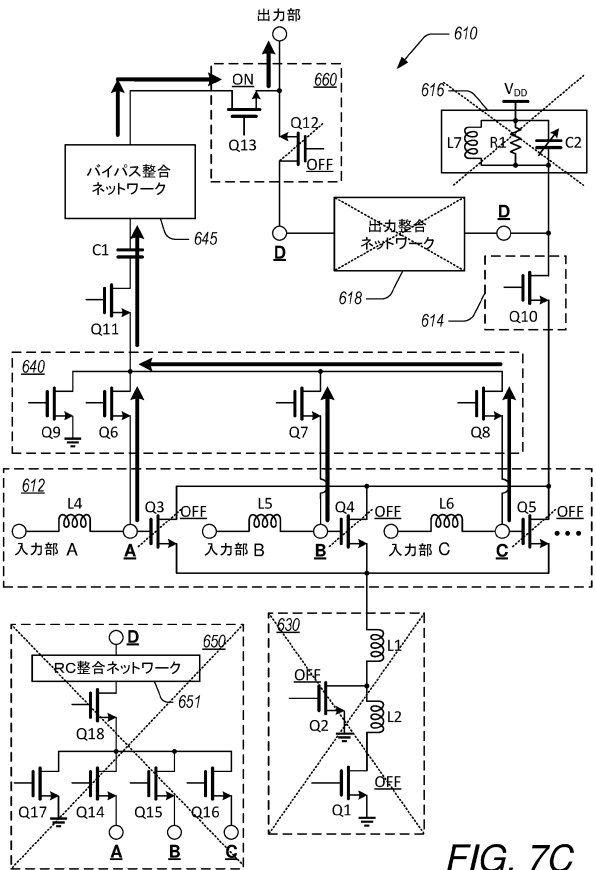 出力部
610
ON
660
616
VDD
Q12
Q13
OFF
L7
R1
C2
バイパス整合
ネットワーク
645
D
出力整合
ネットワーク
D
618
C1
Q11
614
Q10
640
Q9
Q6
Q7
Q8
612
L4
Q3
OFF
L5
Q4
OFF
L6
Q5
OFF
入力部 A
A
入力部 B
B
入力部 C
C
•••
650
D
RC整合ネットワーク
651
Q18
Q17
Q14
Q15
Q16
A
B
C
630
L1
OFF
Q2
L2
OFF
Q1
FIG. 7C